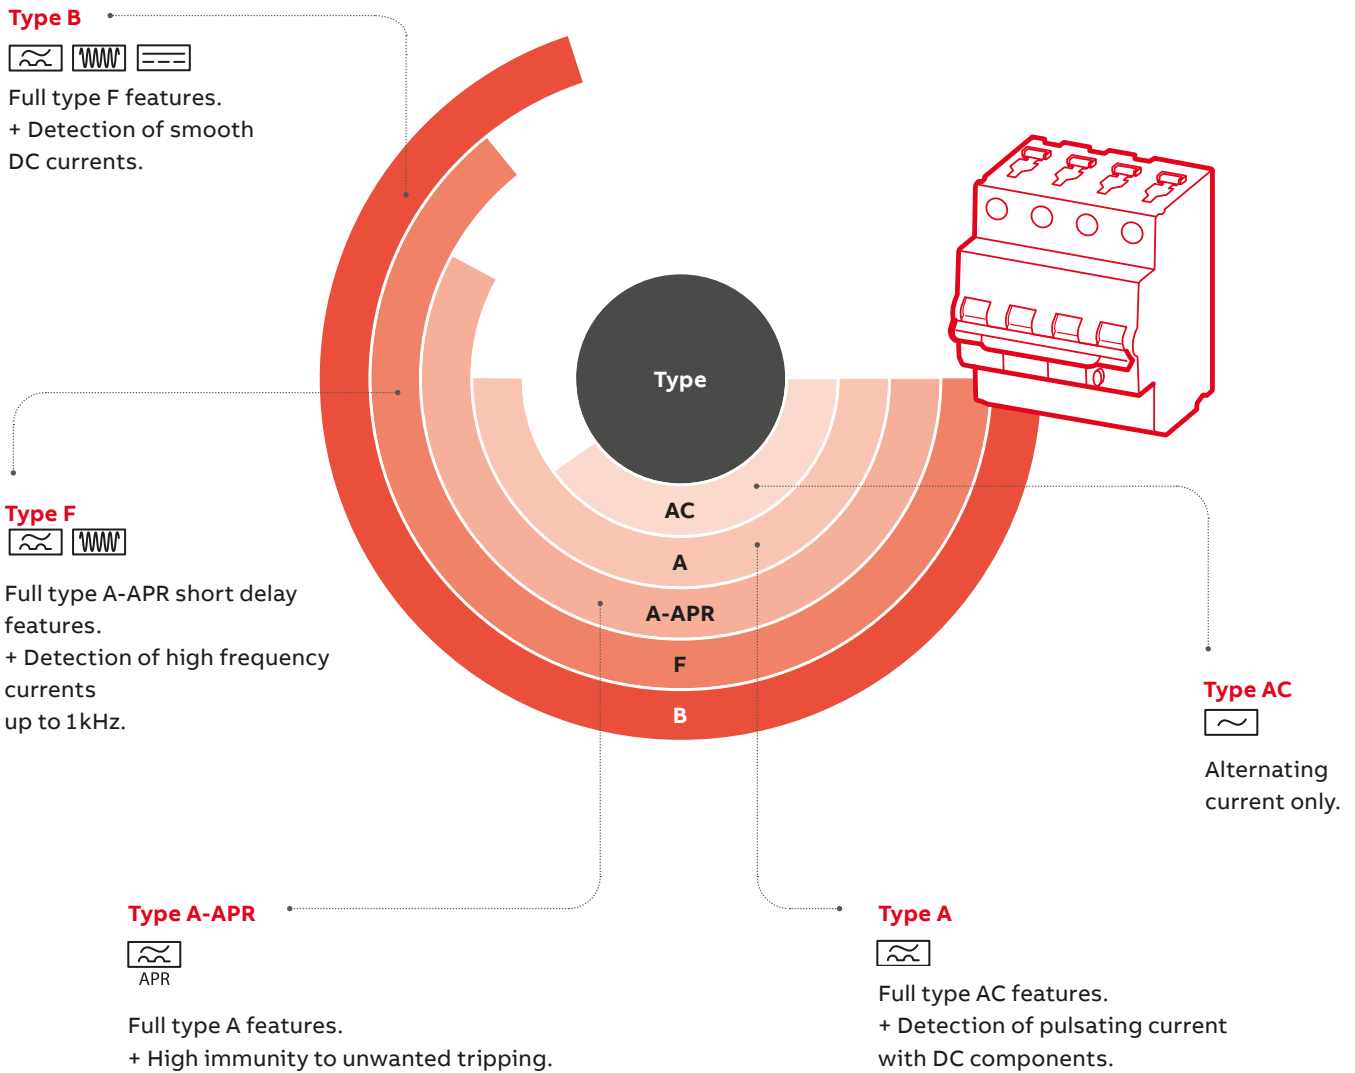 Type B
Full type F features.
+ Detection of smooth
DC currents.
Type
AC
A
A-APR
F
B
Type F
Full type A-APR short delay
features.
+ Detection of high frequency
currents
up to 1kHz.
Type AC
Alternating
current only.
Type A-APR
APR
Full type A features.
+ High immunity to unwanted tripping.
Type A
Full type AC features.
+ Detection of pulsating current
with DC components.